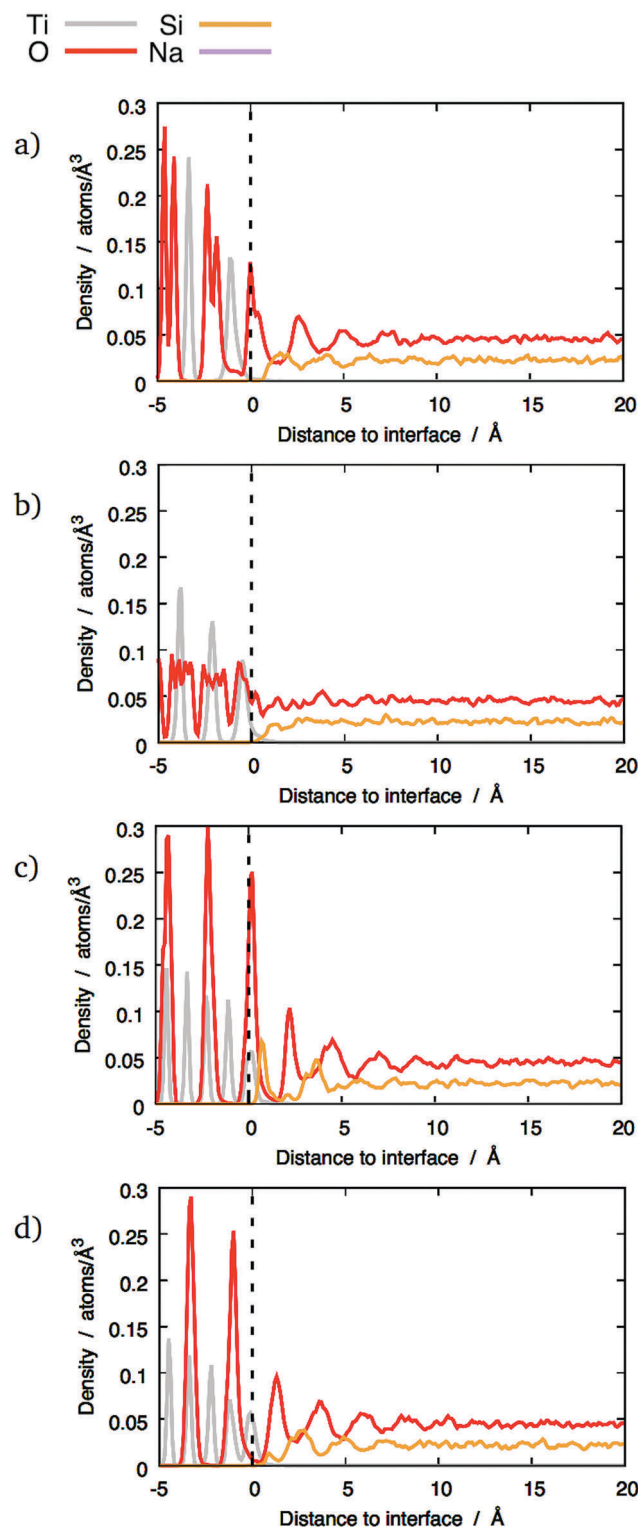 Ti Si
O Na
a)
0.3
0.25
0.2
0.15
0.1
0.05
0
Density / atoms/Å3
-5 0 5 10 15 20
Distance to interface / Å
b)
0.3
0.25
0.2
0.15
0.1
0.05
0
Density / atoms/Å3
-5 0 5 10 15 20
Distance to interface / Å
c)
0.3
0.25
0.2
0.15
0.1
0.05
0
Density / atoms/Å3
-5 0 5 10 15 20
Distance to interface / Å
d)
0.3
0.25
0.2
0.15
0.1
0.05
0
Density / atoms/Å3
-5 0 5 10 15 20
Distance to interface / Å